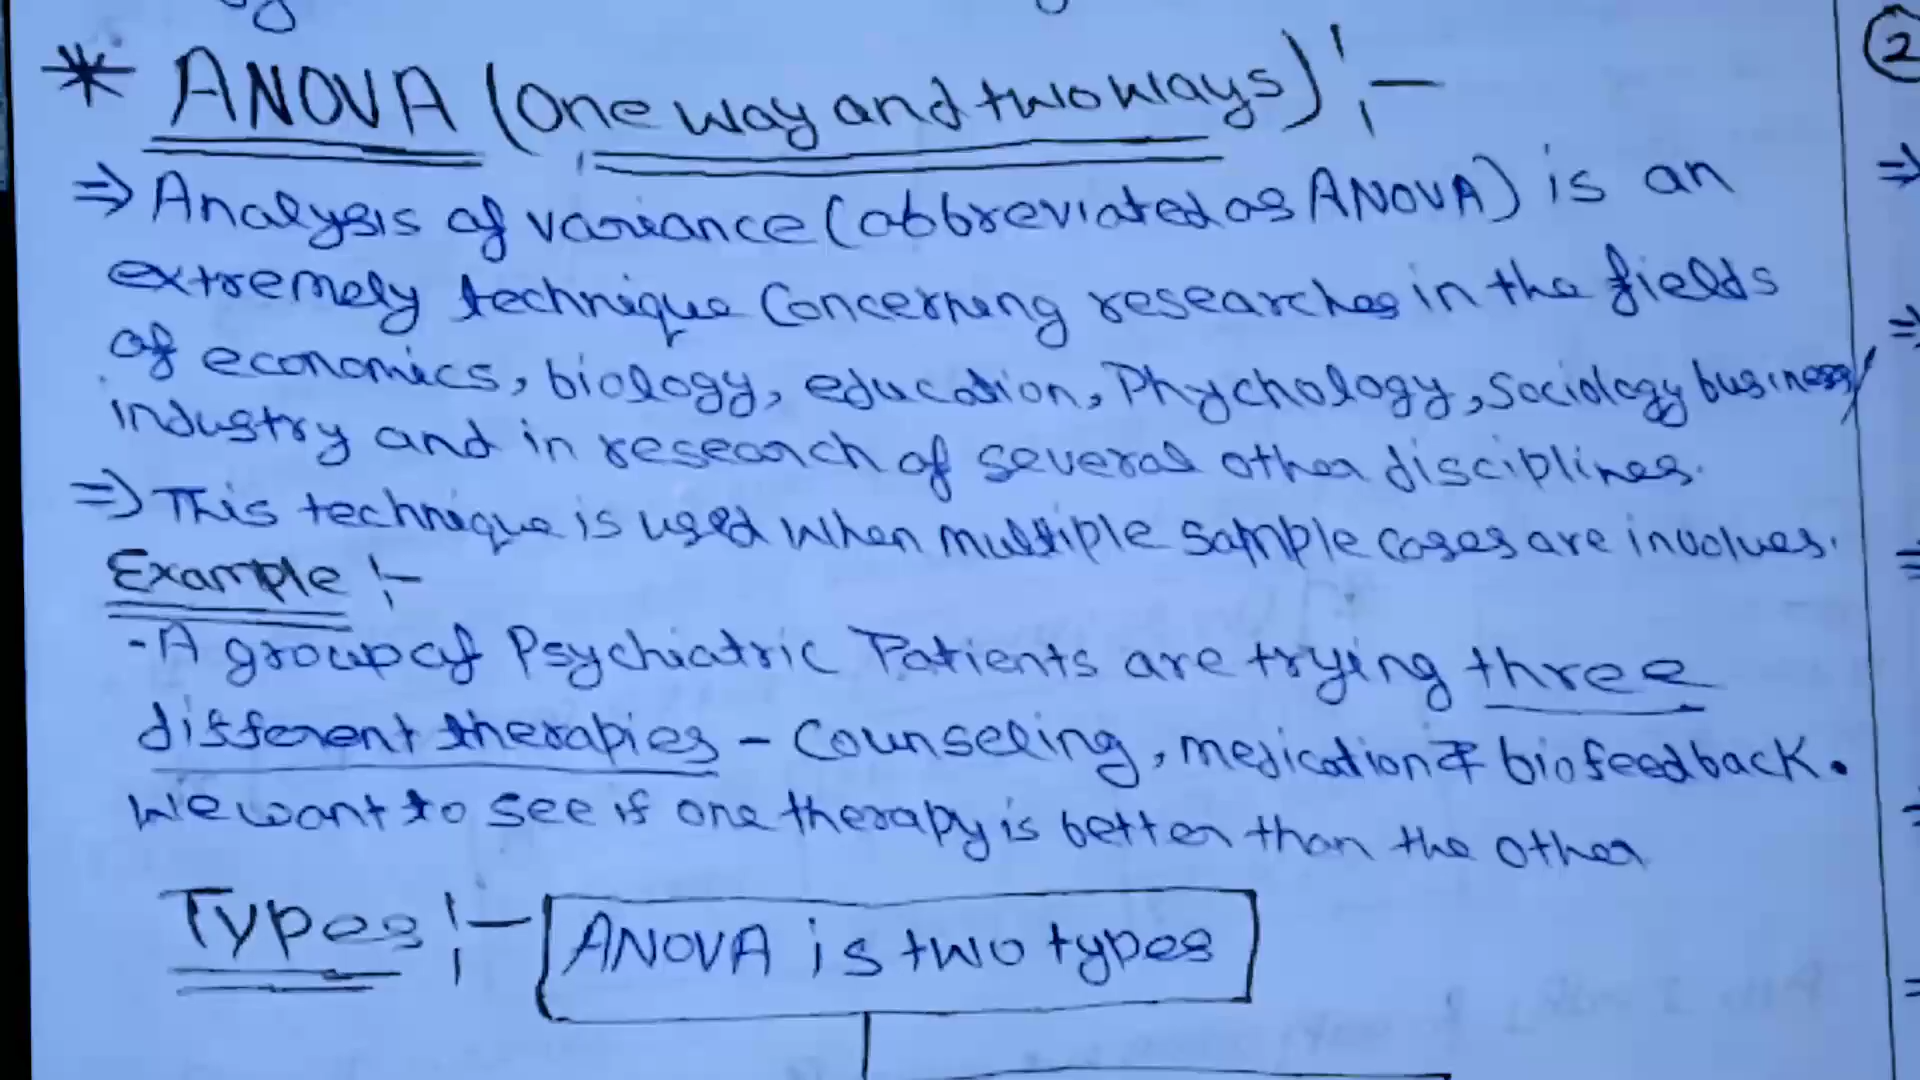 * ANOVA (One way and two ways) :-
⇒ Analysis of variance (abbreviated as ANOVA) is an
extremely technique concerning researches in the fields
of economics, biology, education, Phychology, Sociology business/
industry and in research of several other disciplines.
⇒ This technique is used when multiple sample cases are involves.
Example :-
- A group of Psychiatric Patients are trying three
different therapies - Counseling, medication & biofeedback.
We want to see if one therapy is better than the other
Types :- ANOVA is two types
2